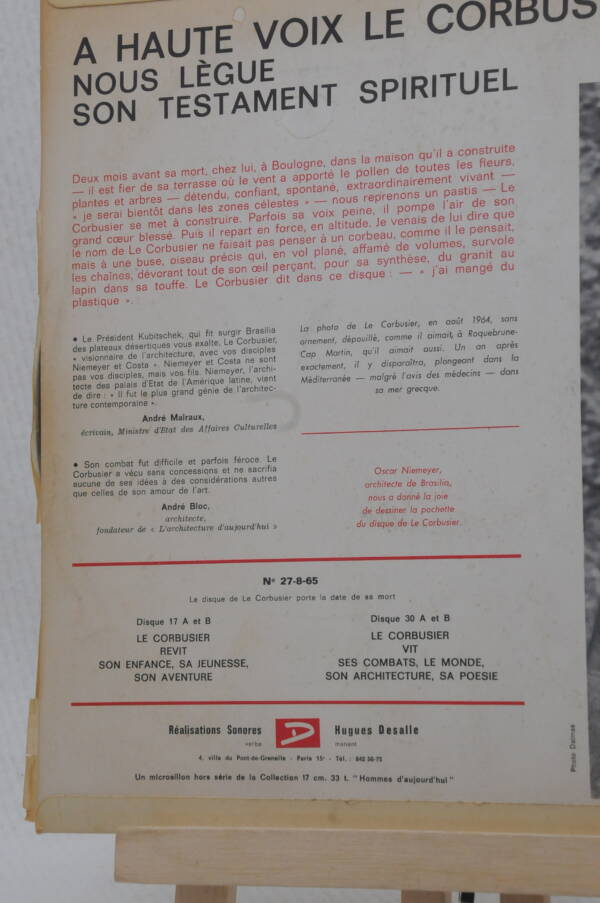 A HAUTE VOIX LE CORBUS
NOUS LÈGUE
SON TESTAMENT SPIRITUEL
Deux mois avant sa mort, chez lui, à Boulogne, dans la maison qu'il a construite
— il est fier de sa terrasse où le vent a apporté le pollen de toutes les fleurs,
plantes et arbres — détendu, confiant, spontané, extraordinairement vivant —
« je serai bientôt dans les zones célestes » — nous reprenons un pastis — Le
Corbusier se met à construire. Parfois sa voix peine, il pompe l'air de son
grand cœur blessé. Puis il repart en force, en altitude. Je venais de lui dire que
le nom de Le Corbusier ne faisait pas penser à un corbeau, comme il le pensait,
mais à une buse, oiseau précis qui, en vol plané, affamé de volumes, survole
les chaînes, dévorant tout de son œil perçant, pour sa synthèse, du granit au
lapin dans sa touffe. Le Corbusier dit dans ce disque : — « j'ai mangé du
plastique ».
• Le Président Kubitschek, qui fit surgir Brasilia
des plateaux désertiques vous exalte, Le Corbusier,
« visionnaire de l'architecture, avec vos disciples
Niemeyer et Costa ». Niemeyer et Costa ne sont
pas vos disciples, mais vos fils. Niemeyer, l'archi-
tecte des palais d'Etat de l'Amérique latine, vient
de dire : « Il fut le plus grand génie de l'architec-
ture contemporaine ».
André Malraux,
écrivain, Ministre d'Etat des Affaires Culturelles
• Son combat fut difficile et parfois féroce. Le
Corbusier a vécu sans concessions et ne sacrifia
aucune de ses idées à des considérations autres
que celles de son amour de l'art.
André Bloc,
architecte,
fondateur de « L'architecture d'aujourd'hui »
La photo de Le Corbusier, en août 1964, sans
ornement, dépouillé, comme il aimait, à Roquebrune-
Cap Martin, qu'il aimait aussi. Un an après
exactement, il y disparaîtra, plongeant dans la
Méditerranée — malgré l'avis des médecins — dans
sa mer grecque.
Oscar Niemeyer,
architecte de Brasilia,
nous a donné la joie
de dessiner la pochette
du disque de Le Corbusier.
N° 27-8-65
Le disque de Le Corbusier porte la date de sa mort
Disque 17 A et B
LE CORBUSIER
REVIT
SON ENFANCE, SA JEUNESSE,
SON AVENTURE
Disque 30 A et B
LE CORBUSIER
VIT
SES COMBATS, LE MONDE,
SON ARCHITECTURE, SA POESIE
Réalisations Sonores Hugues Desalle
verba manent
4, villa du Pont-de-Grenelle - Paris 15e - Tél. : 842 36-75
Un microsillon hors série de la Collection 17 cm. 33 t. "Hommes d'aujourd'hui"
Photo Dalmas